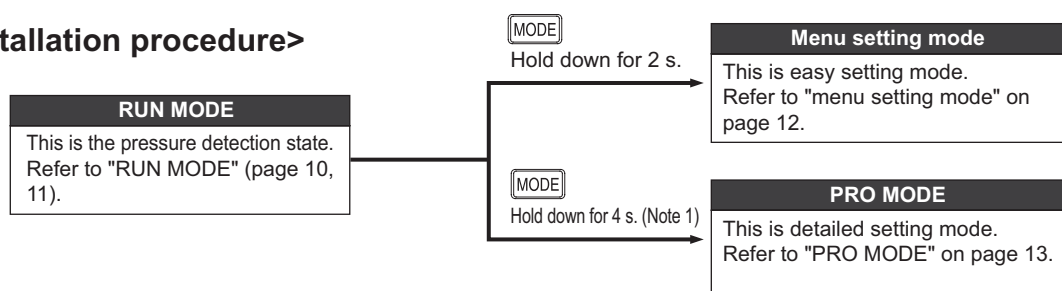 tallation procedure>
RUN MODE
This is the pressure detection state.
Refer to "RUN MODE" (page 10,
11).
MODE
Hold down for 2 s.
Menu setting mode
This is easy setting mode.
Refer to "menu setting mode" on
page 12.
MODE
Hold down for 4 s. (Note 1)
PRO MODE
This is detailed setting mode.
Refer to "PRO MODE" on page 13.